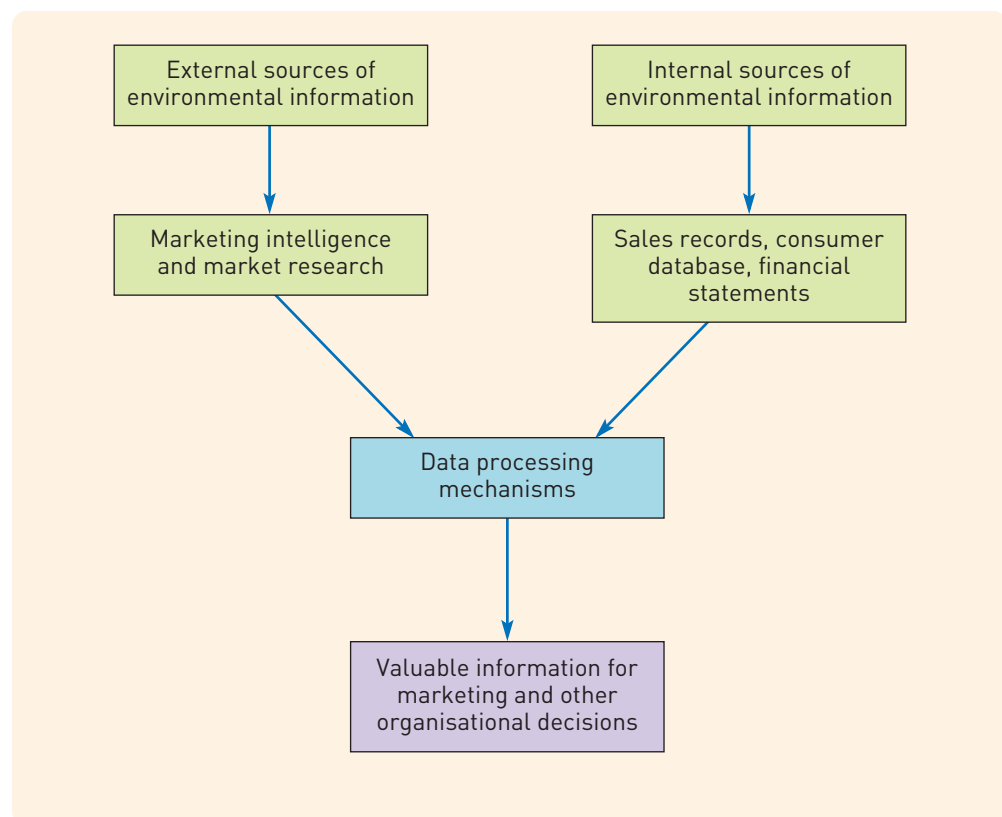 External sources of
environmental information
Internal sources of
environmental information
Marketing intelligence
and market research
Sales records, consumer
database, financial
statements
Data processing
mechanisms
Valuable information for
marketing and other
organisational decisions